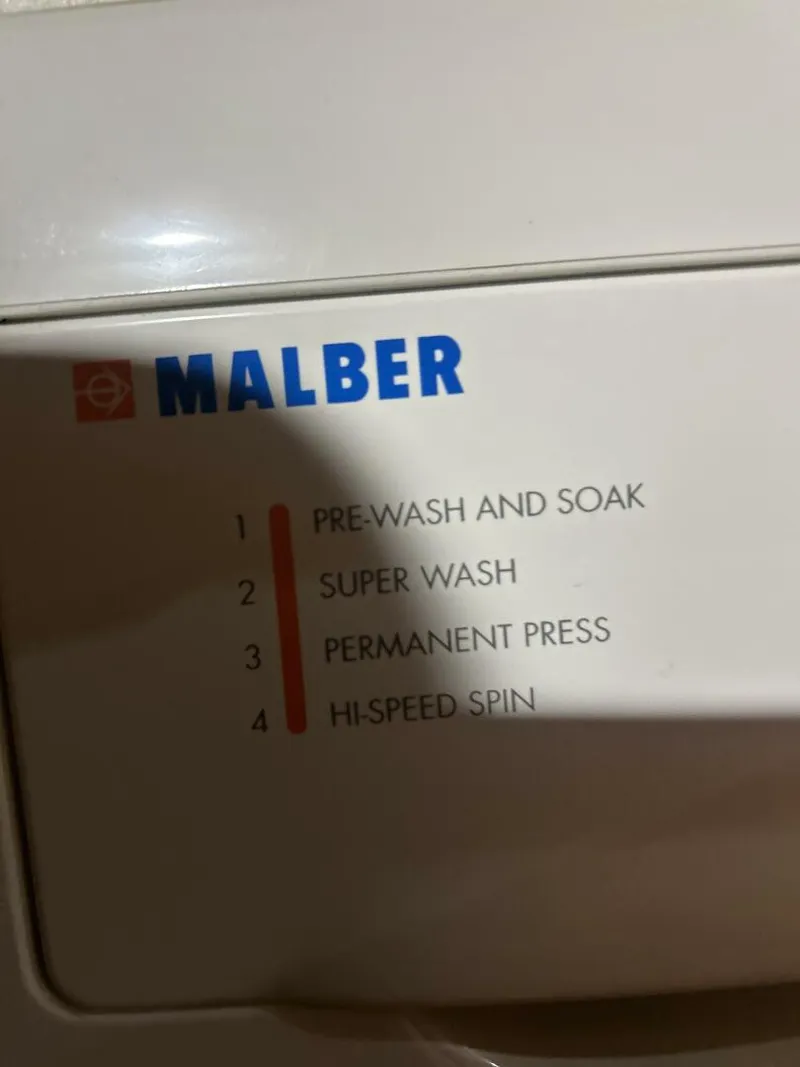 MALBER
1 PRE-WASH AND SOAK
2 SUPER WASH
3 PERMANENT PRESS
4 HI-SPEED SPIN